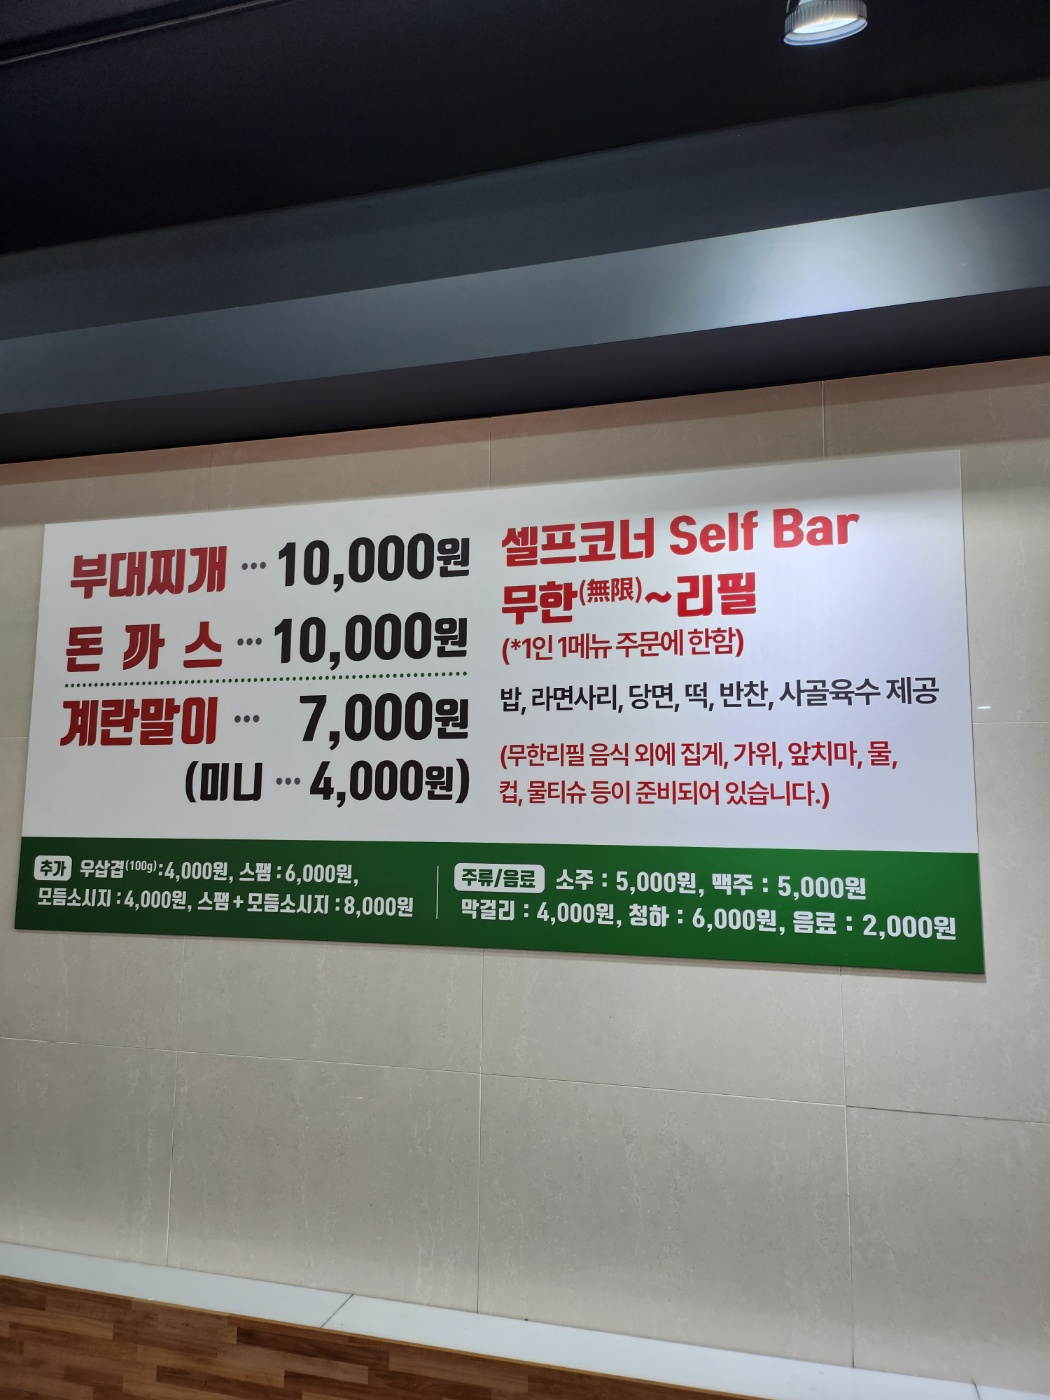 부대찌개 ··· 10,000원
돈 까 스 ··· 10,000원
계란말이 ··· 7,000원
(미니 ··· 4,000원)
셀프코너 Self Bar
무한(無限)~리필
(*1인 1메뉴 주문에 한함)
밥, 라면사리, 당면, 떡, 반찬, 사골육수 제공
(무한리필 음식 외에 집게, 가위, 앞치마, 물,
컵, 물티슈 등이 준비되어 있습니다.)
추가 우삼겹(100g):4,000원, 스팸:6,000원,
모듬소시지:4,000원, 스팸+모듬소시지:8,000원
주류/음료 소주 : 5,000원, 맥주 : 5,000원
막걸리 : 4,000원, 청하 : 6,000원, 음료 : 2,000원